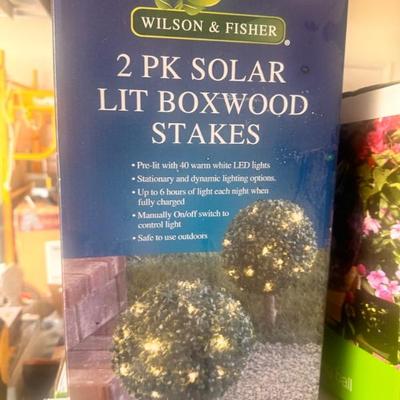 WILSON & FISHER®
2 PK SOLAR
LIT BOXWOOD
STAKES
• Pre-lit with 40 warm white LED lights
• Stationary and dynamic lighting options.
• Up to 6 hours of light each night when
fully charged
• Manually On/off switch to
control light
• Safe to use outdoors